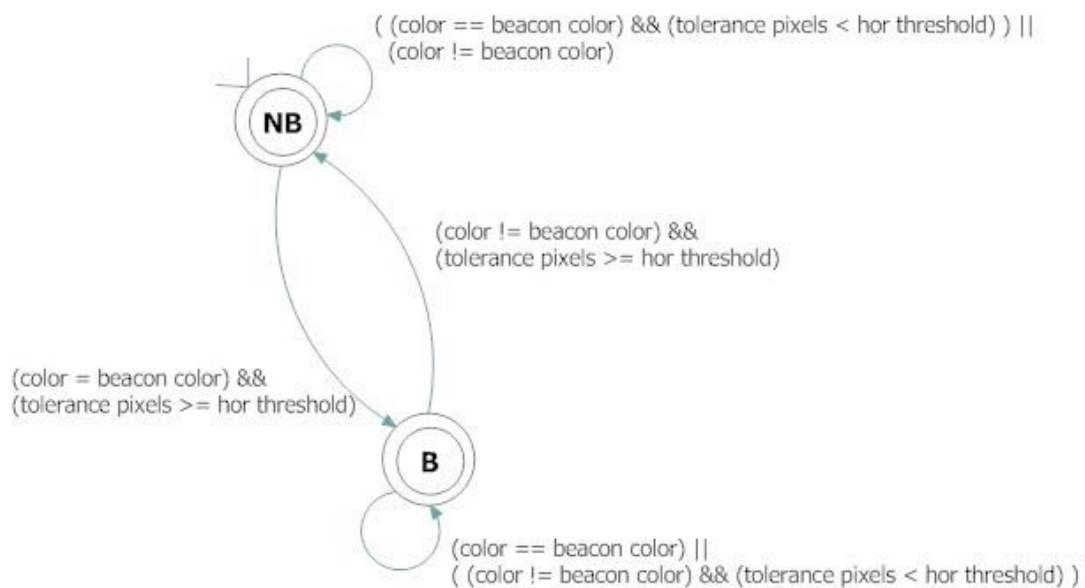 ( (color == beacon color) && (tolerance pixels < hor threshold) ) ||
(color != beacon color)
NB
(color != beacon color) &&
(tolerance pixels >= hor threshold)
(color = beacon color) &&
(tolerance pixels >= hor threshold)
B
(color == beacon color) ||
( (color != beacon color) && (tolerance pixels < hor threshold) )